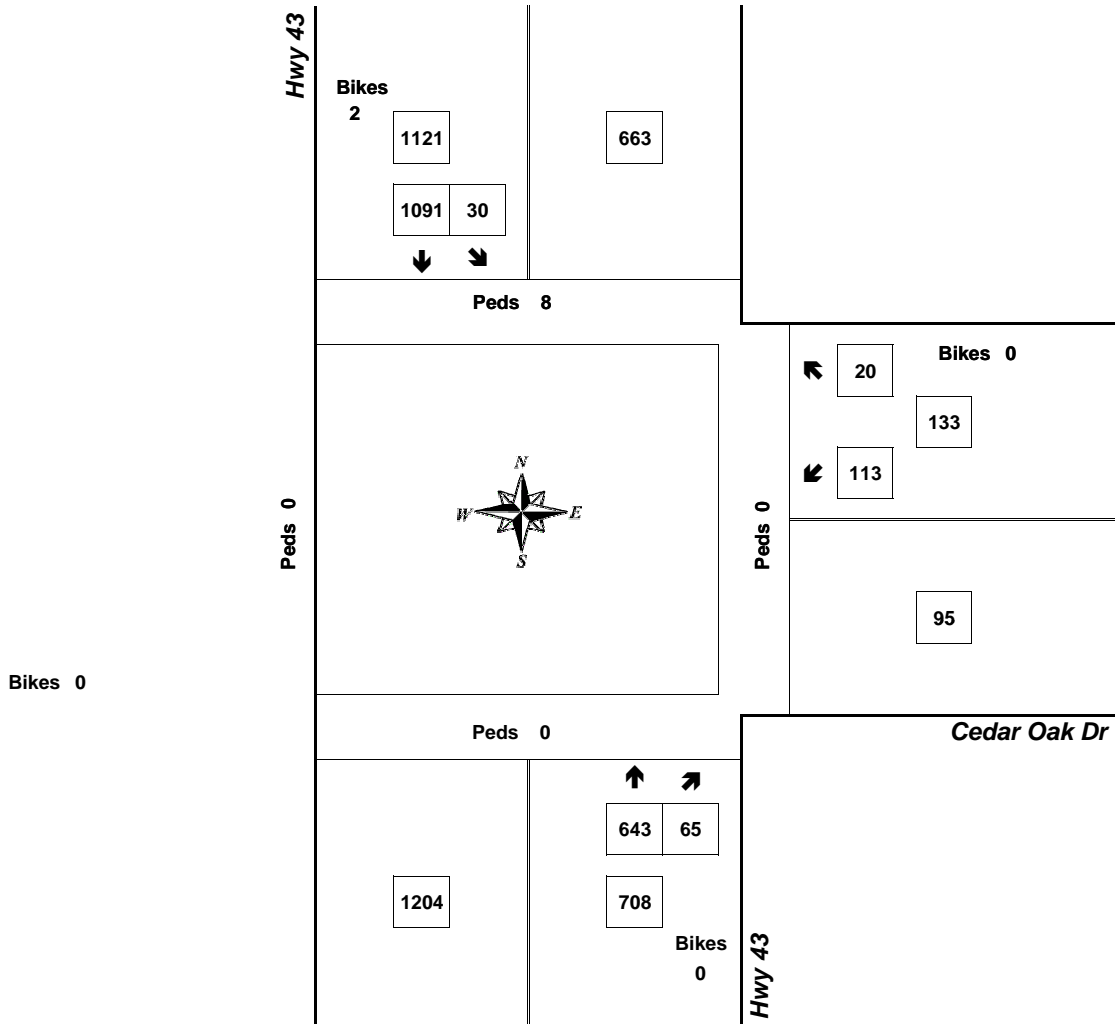 Hwy 43
Bikes
2
1121
663
1091 30
Peds 8
Bikes 0
20
133
113
N
W E
S
Peds 0
Peds 0
95
Bikes 0
Peds 0
Cedar Oak Dr
643 65
1204
708
Bikes
0
Hwy 43